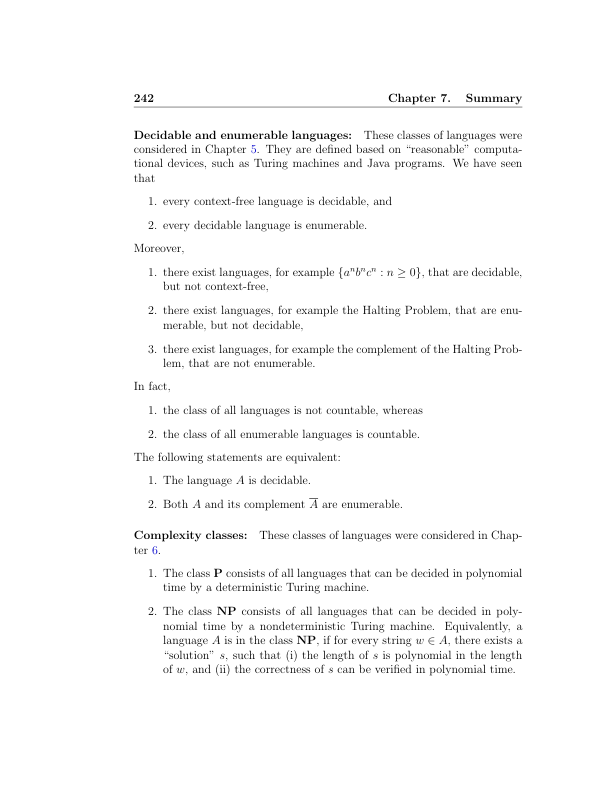 242 Chapter 7. Summary
Decidable and enumerable languages: These classes of languages were
considered in Chapter 5. They are defined based on “reasonable” computa-
tional devices, such as Turing machines and Java programs. We have seen
that
1. every context-free language is decidable, and
2. every decidable language is enumerable.
Moreover,
1. there exist languages, for example {aⁿbⁿcⁿ : n ≥ 0}, that are decidable,
but not context-free,
2. there exist languages, for example the Halting Problem, that are enu-
merable, but not decidable,
3. there exist languages, for example the complement of the Halting Prob-
lem, that are not enumerable.
In fact,
1. the class of all languages is not countable, whereas
2. the class of all enumerable languages is countable.
The following statements are equivalent:
1. The language A is decidable.
2. Both A and its complement A̅ are enumerable.
Complexity classes: These classes of languages were considered in Chap-
ter 6.
1. The class P consists of all languages that can be decided in polynomial
time by a deterministic Turing machine.
2. The class NP consists of all languages that can be decided in poly-
nomial time by a nondeterministic Turing machine. Equivalently, a
language A is in the class NP, if for every string w ∈ A, there exists a
“solution” s, such that (i) the length of s is polynomial in the length
of w, and (ii) the correctness of s can be verified in polynomial time.